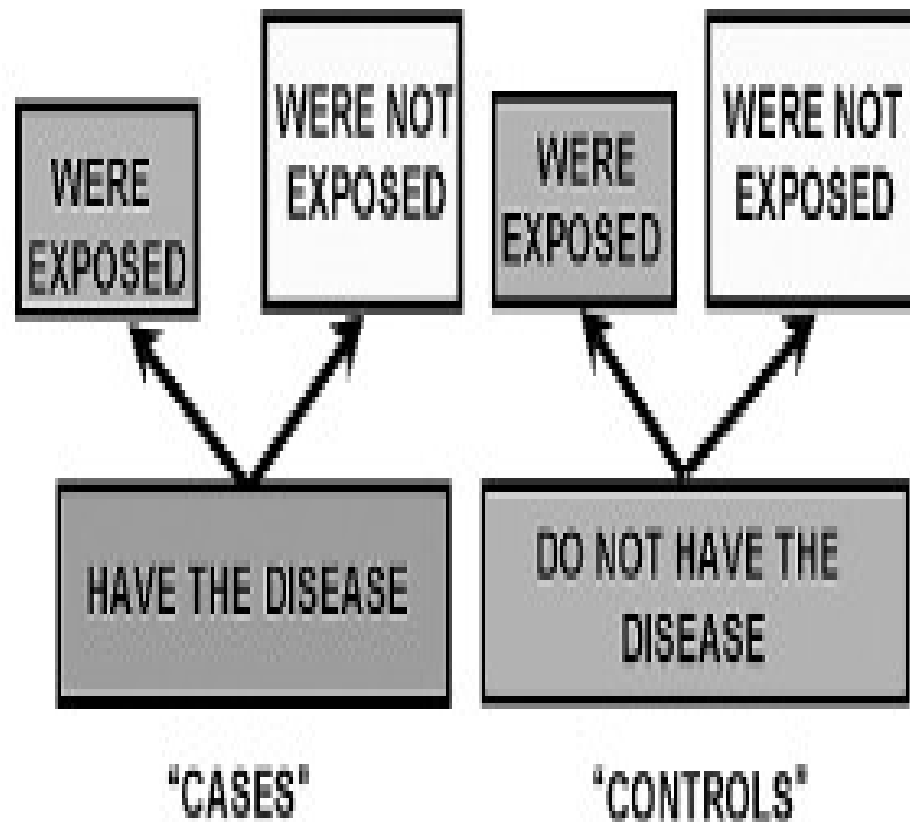 WERE
EXPOSED
WERE NOT
EXPOSED
WERE
EXPOSED
WERE NOT
EXPOSED
HAVE THE DISEASE
DO NOT HAVE THE
DISEASE
"CASES"
"CONTROLS"